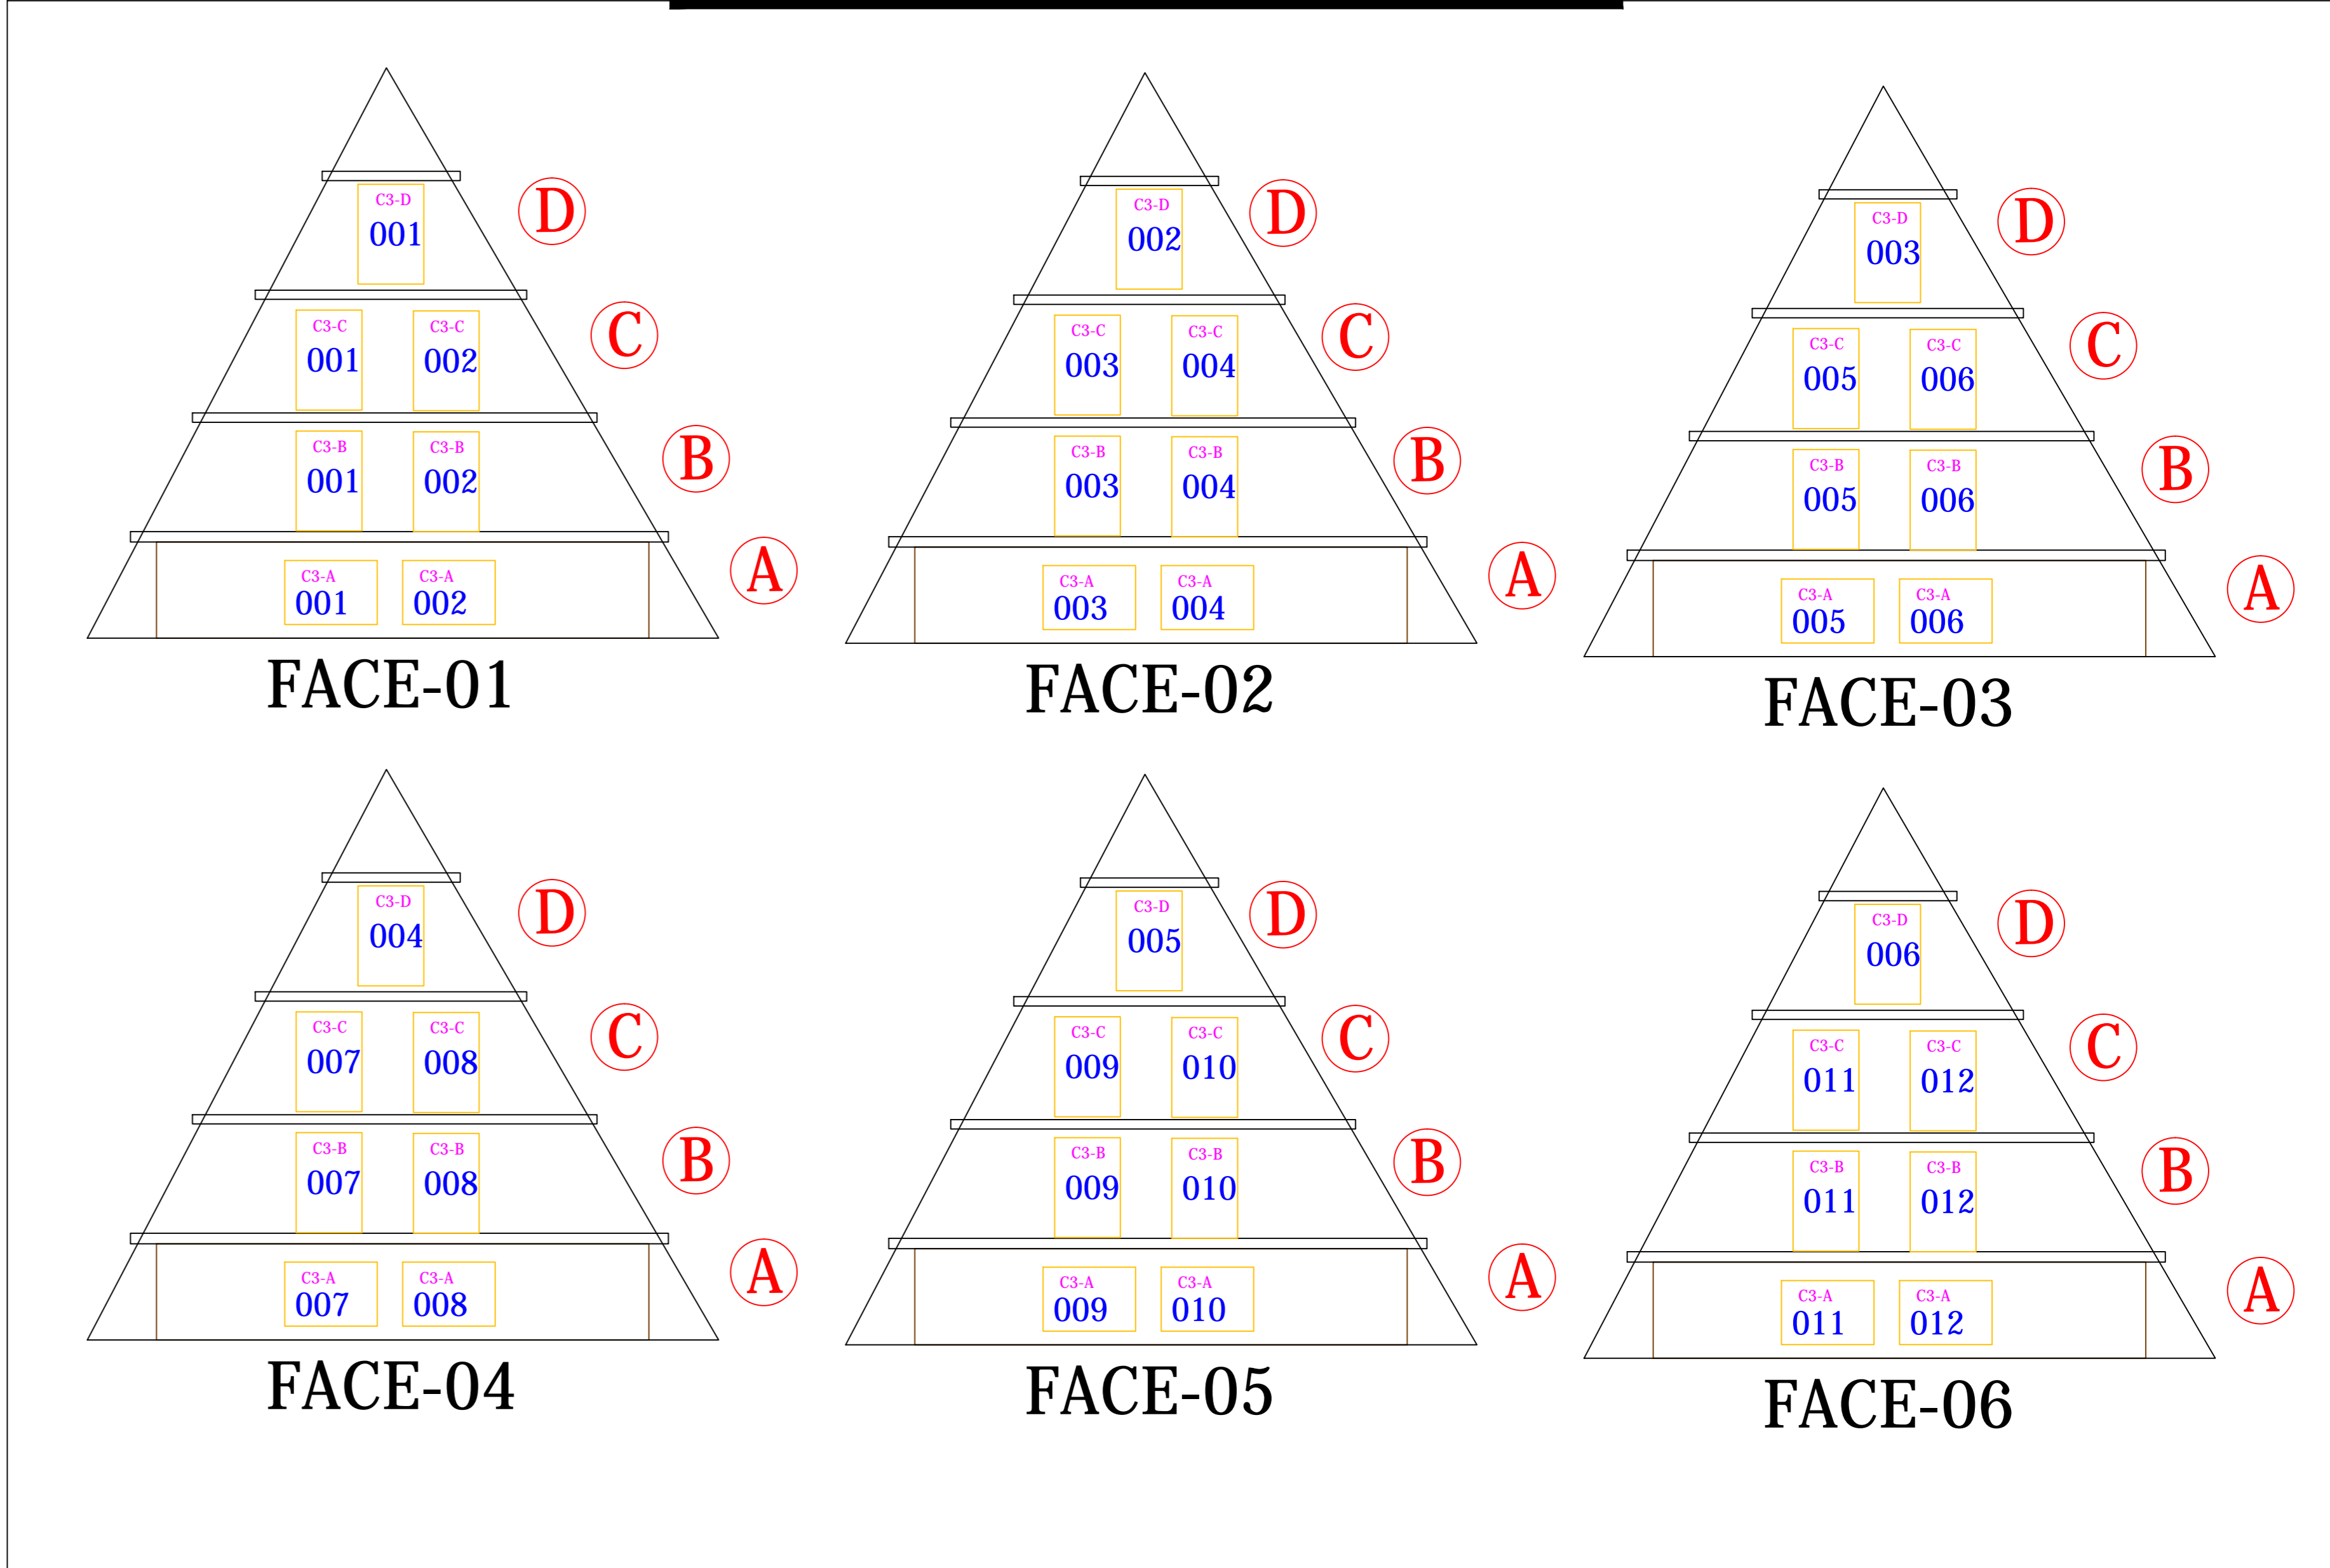 C3-D
001
D
C3-C C3-C
001 002
C
C3-B C3-B
001 002
B
C3-A C3-A
001 002
A
FACE-01
C3-D
002
D
C3-C C3-C
003 004
C
C3-B C3-B
003 004
B
C3-A C3-A
003 004
A
FACE-02
C3-D
003
D
C3-C C3-C
005 006
C
C3-B C3-B
005 006
B
C3-A C3-A
005 006
A
FACE-03
C3-D
004
D
C3-C C3-C
007 008
C
C3-B C3-B
007 008
B
C3-A C3-A
007 008
A
FACE-04
C3-D
005
D
C3-C C3-C
009 010
C
C3-B C3-B
009 010
B
C3-A C3-A
009 010
A
FACE-05
C3-D
006
D
C3-C C3-C
011 012
C
C3-B C3-B
011 012
B
C3-A C3-A
011 012
A
FACE-06